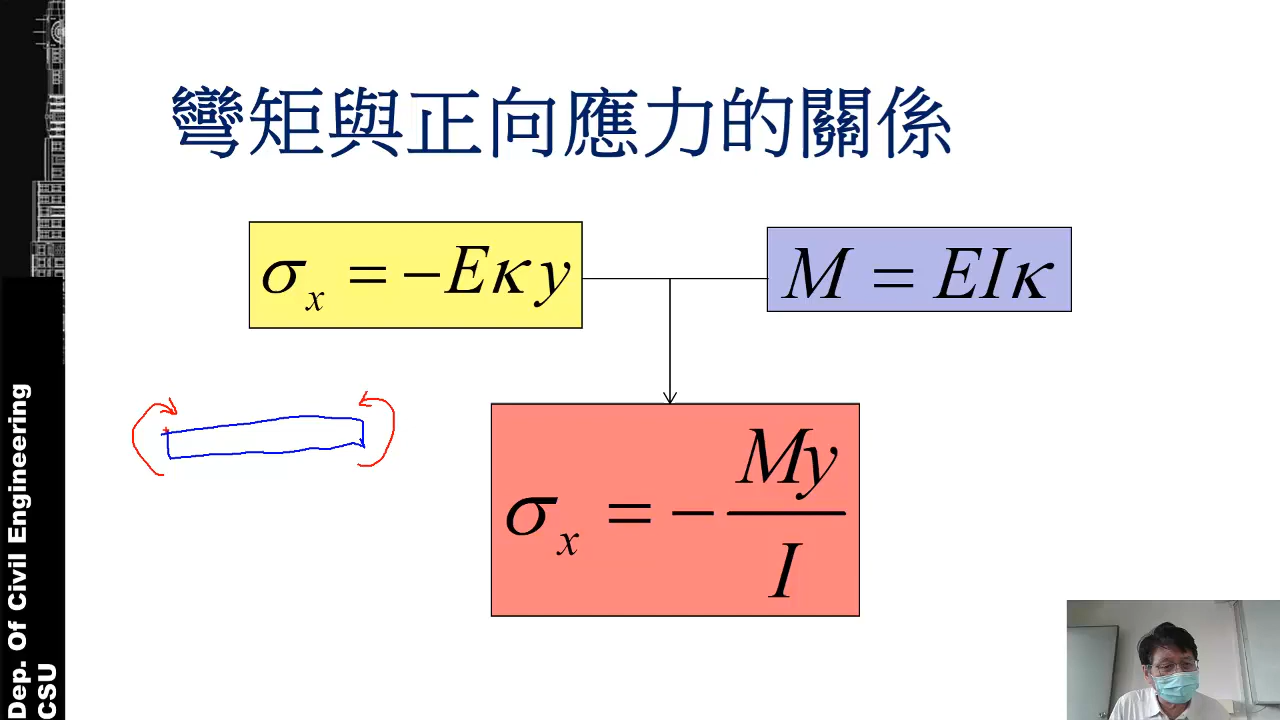 彎矩與正向應力的關係
σx = −Eκy
M = EIκ
σx = − My / I
Dep. Of Civil Engineering
CSU